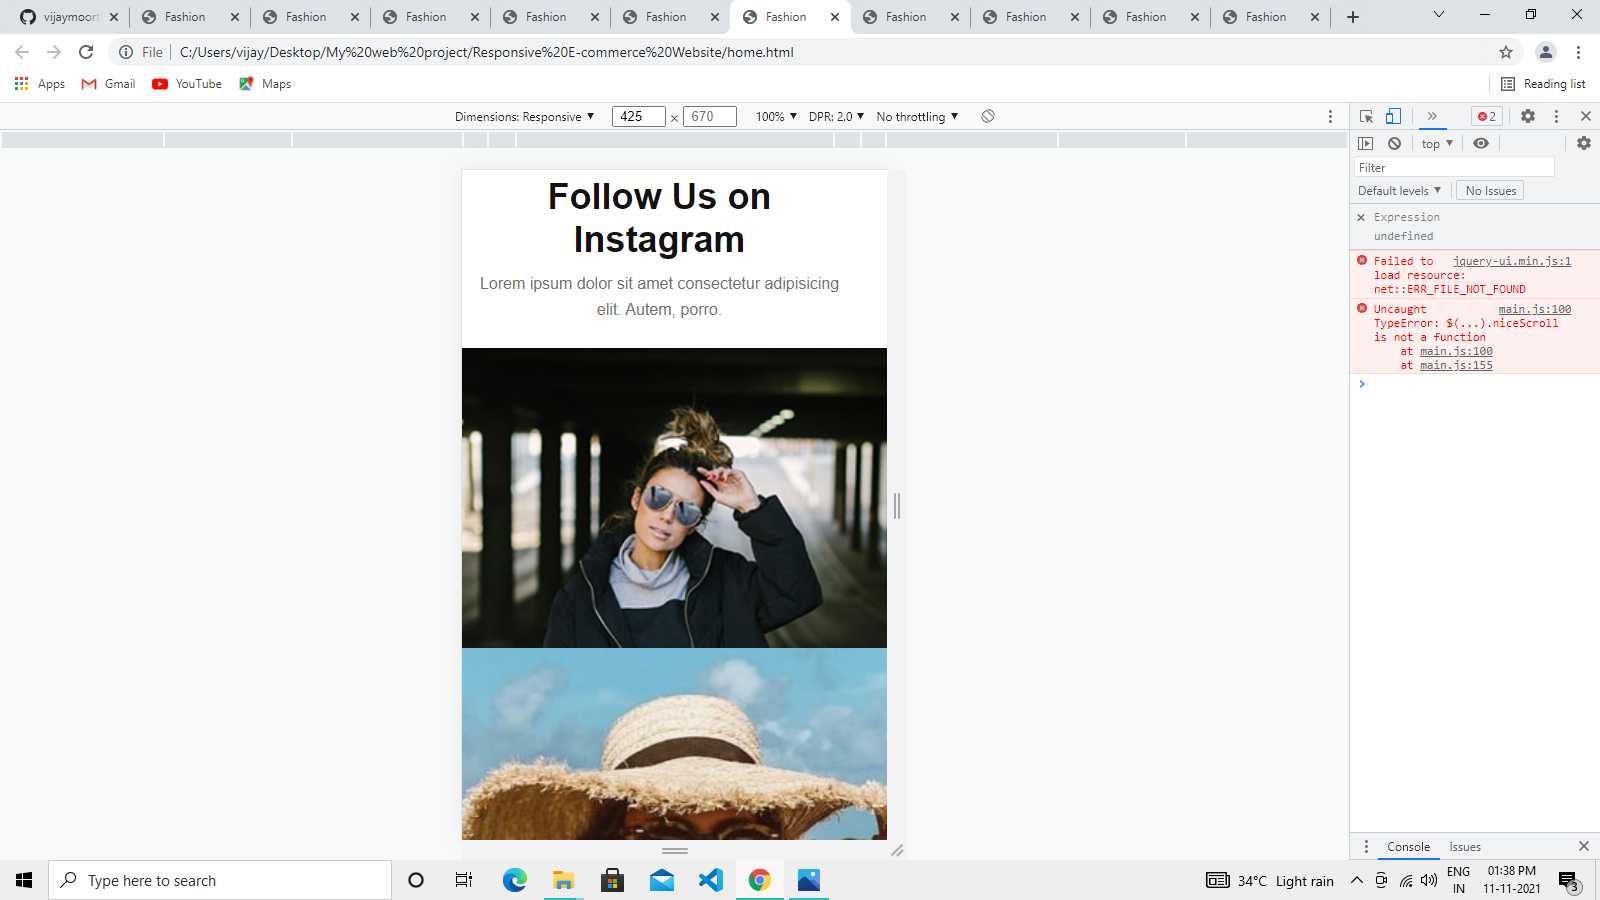 vijaymoort
Fashion
Fashion
Fashion
Fashion
Fashion
Fashion
Fashion
Fashion
Fashion
Fashion
File C:/Users/vijay/Desktop/My%20web%20project/Responsive%20E-commerce%20Website/home.html
Apps Gmail YouTube Maps Reading list
Dimensions: Responsive 425 × 670 100% DPR: 2.0 No throttling
2
top
Filter
Default levels No Issues
Expression
undefined
Failed to jquery-ui.min.js:1
load resource:
net::ERR_FILE_NOT_FOUND
Uncaught main.js:100
TypeError: $(...).niceScroll
is not a function
at main.js:100
at main.js:155
Follow Us on
Instagram
Lorem ipsum dolor sit amet consectetur adipisicing
elit. Autem, porro.
Console Issues
Type here to search
34°C Light rain
ENG
IN
01:38 PM
11-11-2021
3